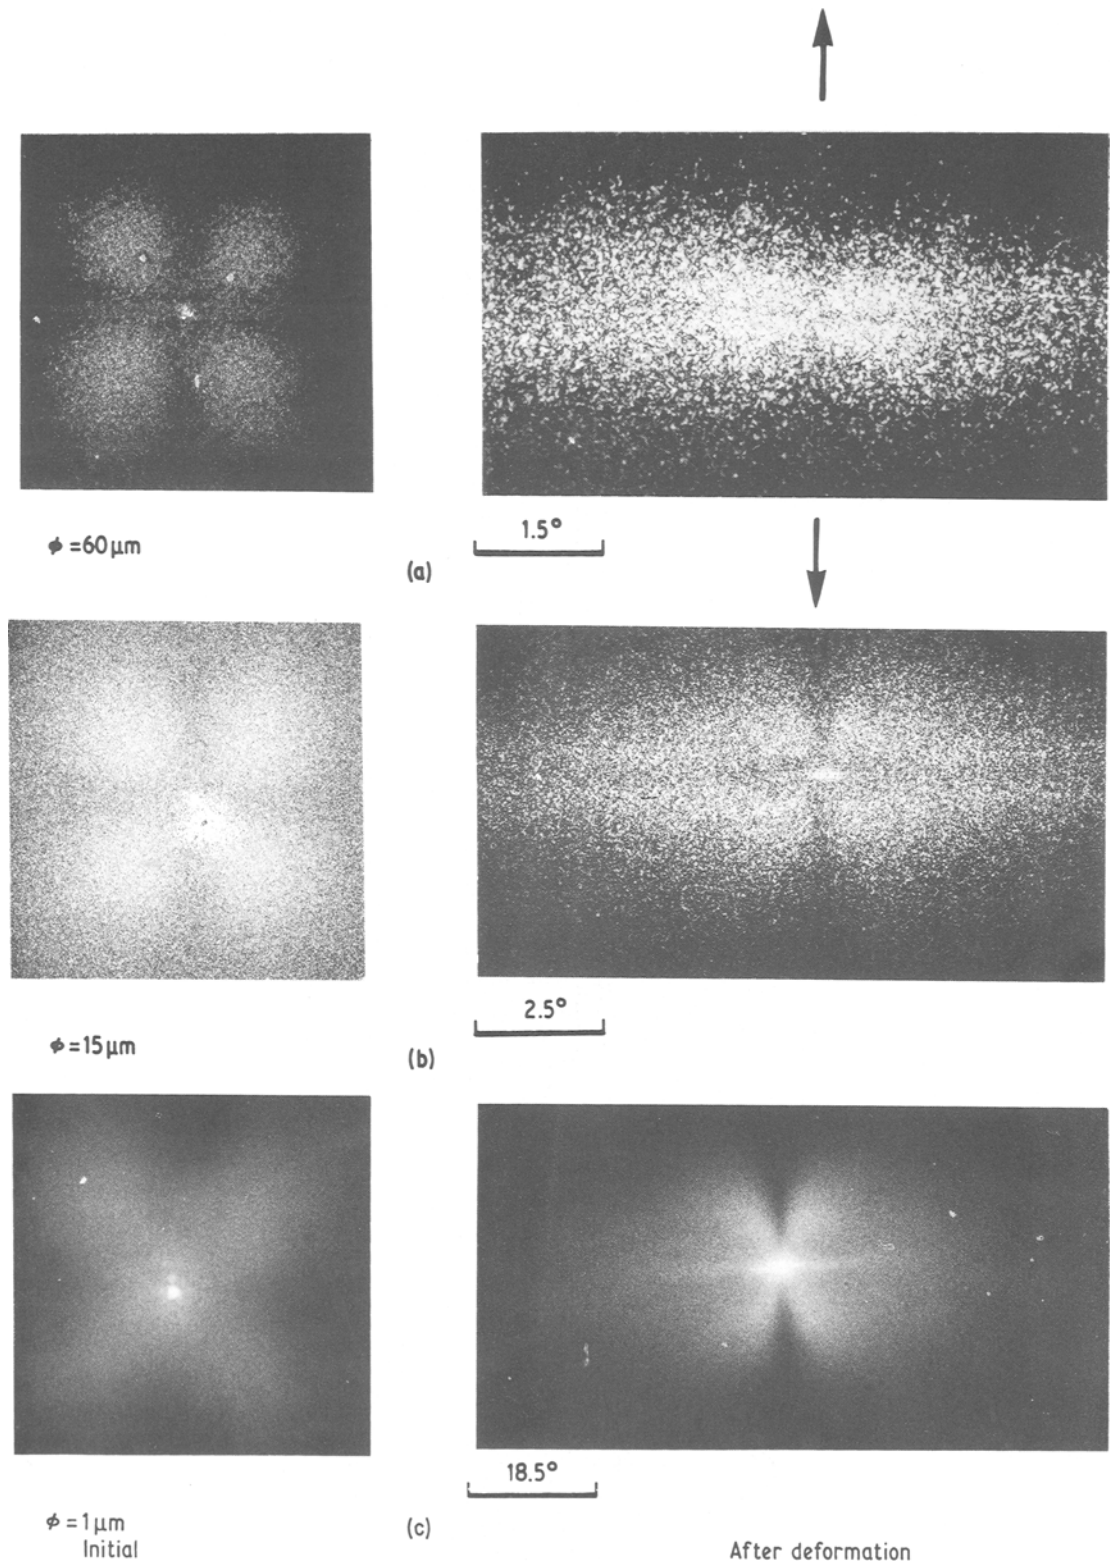 ϕ = 60 μm
1.5°
(a)
ϕ = 15 μm
2.5°
(b)
18.5°
ϕ = 1 μm
(c)
Initial
After deformation